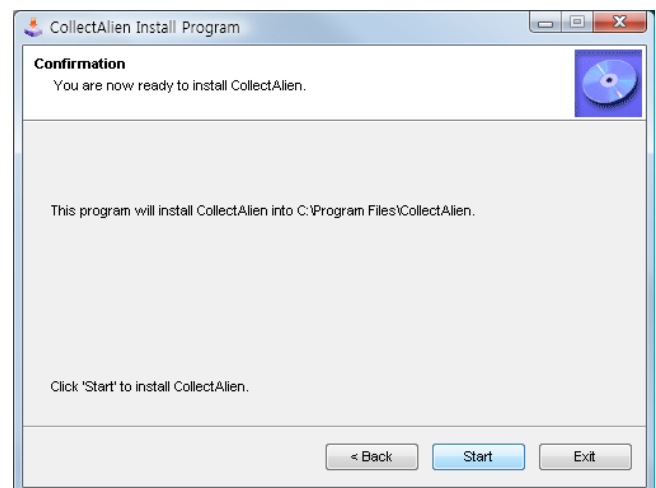 CollectAlien Install Program
Confirmation
You are now ready to install CollectAlien.
This program will install CollectAlien into C:\Program Files\CollectAlien.
Click 'Start' to install CollectAlien.
< Back
Start
Exit